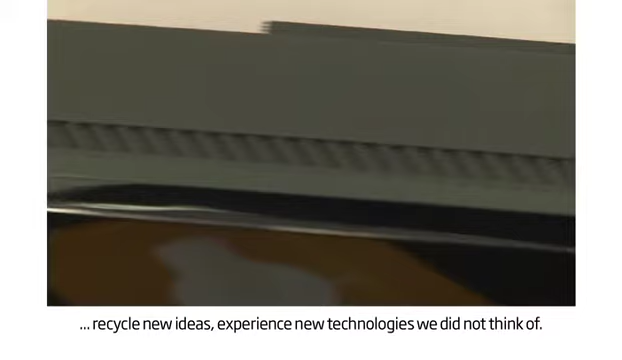 ... recycle new ideas, experience new technologies we did not think of.